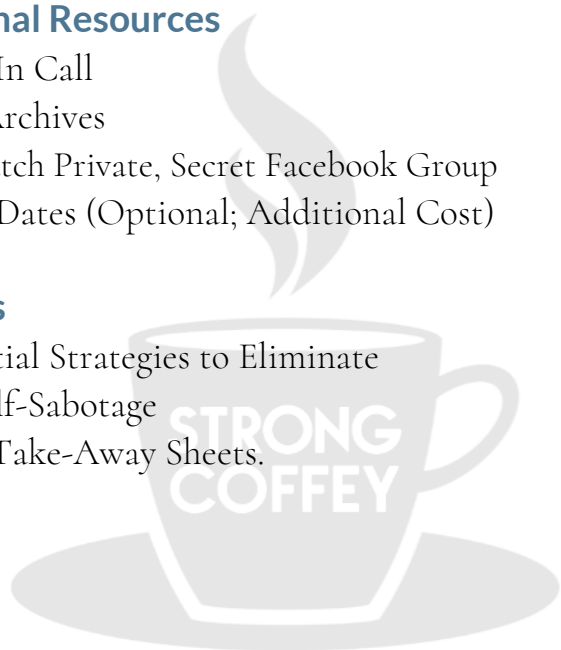 nal Resources
In Call
Archives
tch Private, Secret Facebook Group
Dates (Optional; Additional Cost)
s
tial Strategies to Eliminate
lf-Sabotage
Take-Away Sheets.
STRONG
COFFEY